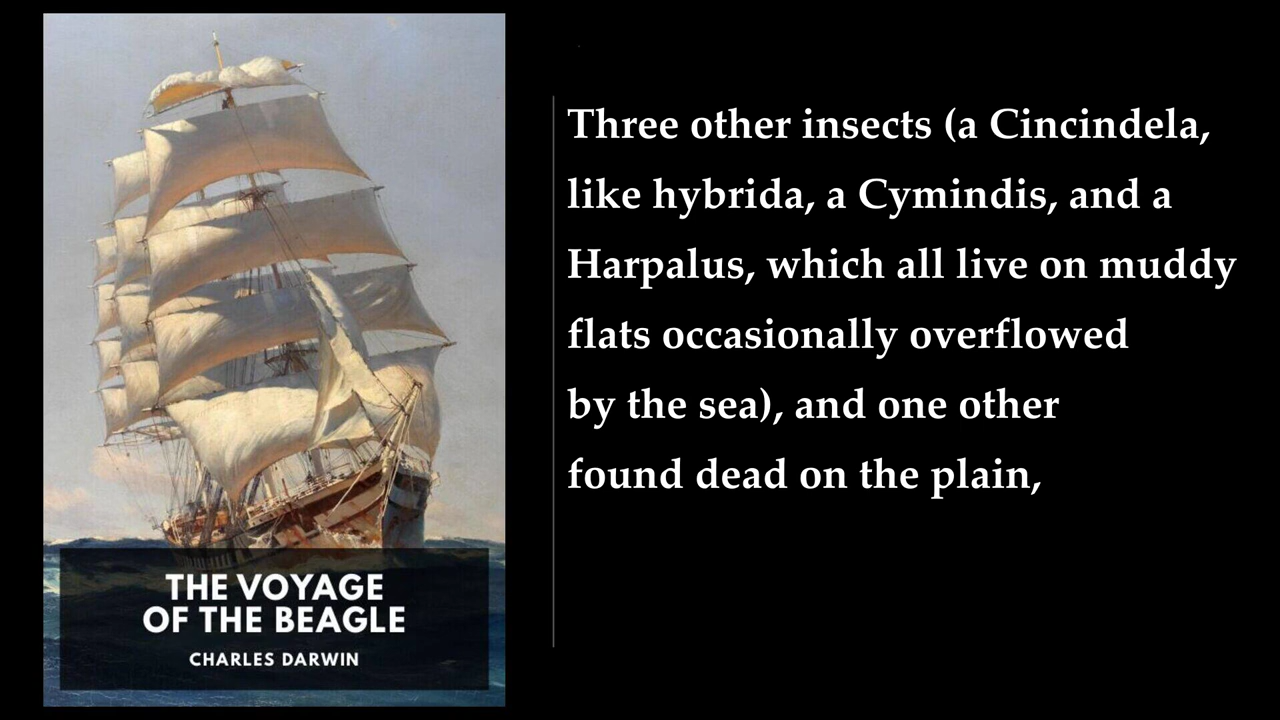 THE VOYAGE
OF THE BEAGLE
CHARLES DARWIN
Three other insects (a Cincindela,
like hybrida, a Cymindis, and a
Harpalus, which all live on muddy
flats occasionally overflowed
by the sea), and one other
found dead on the plain,